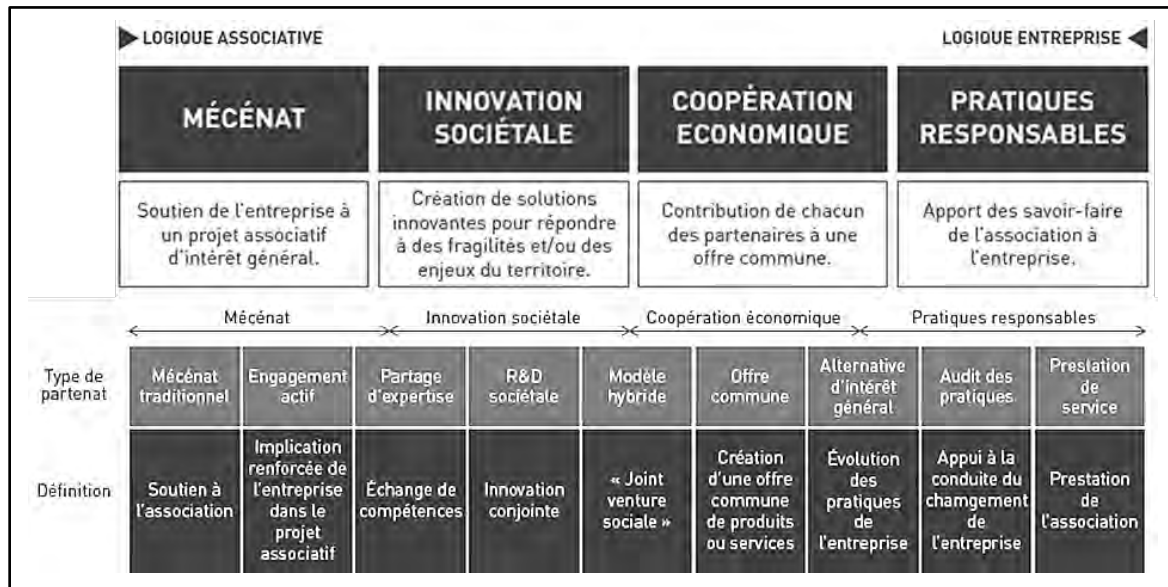 LOGIQUE ASSOCIATIVE
LOGIQUE ENTREPRISE
MÉCÉNAT
INNOVATION
SOCIÉTALE
COOPÉRATION
ECONOMIQUE
PRATIQUES
RESPONSABLES
Soutien de l'entreprise à
un projet associatif
d'intérêt général.
Création de solutions
innovantes pour répondre
à des fragilités et/ou des
enjeux du territoire.
Contribution de chacun
des partenaires à une
offre commune.
Apport des savoir-faire
de l'association à
l'entreprise.
Mécénat
Innovation sociétale
Coopération économique
Pratiques responsables
Type de
partenat
Mécénat
traditionnel
Engagement
actif
Partage
d'expertise
R&D
sociétale
Modèle
hybride
Offre
commune
Alternative
d'intérêt
général
Audit des
pratiques
Prestation
de
service
Définition
Soutien à
l'association
Implication
renforcée de
l'entreprise
dans le
projet
associatif
Échange de
compétences
Innovation
conjointe
« Joint
venture
sociale »
Création
d'une offre
commune
de produits
ou services
Évolution
des
pratiques
de
l'entreprise
Appui à la
conduite du
chamgement
de
l'entreprise
Prestation
de
l'association